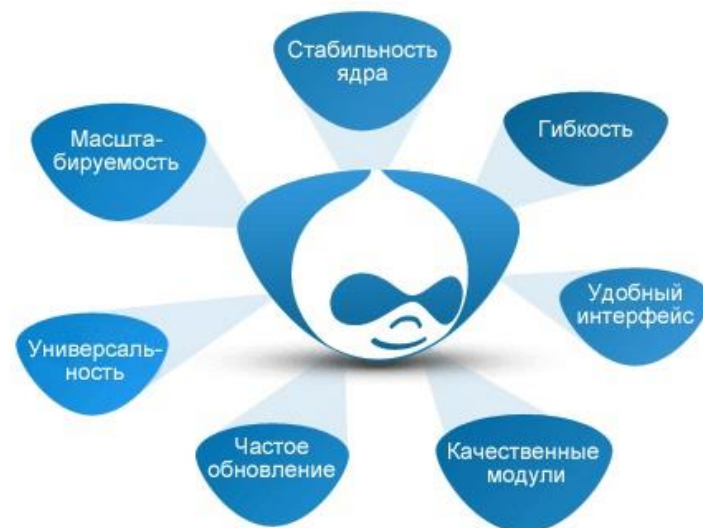 Стабильность
ядра
Гибкость
Масшта-
бируемость
Удобный
интерфейс
Универсаль-
ность
Частое
обновление
Качественные
модули